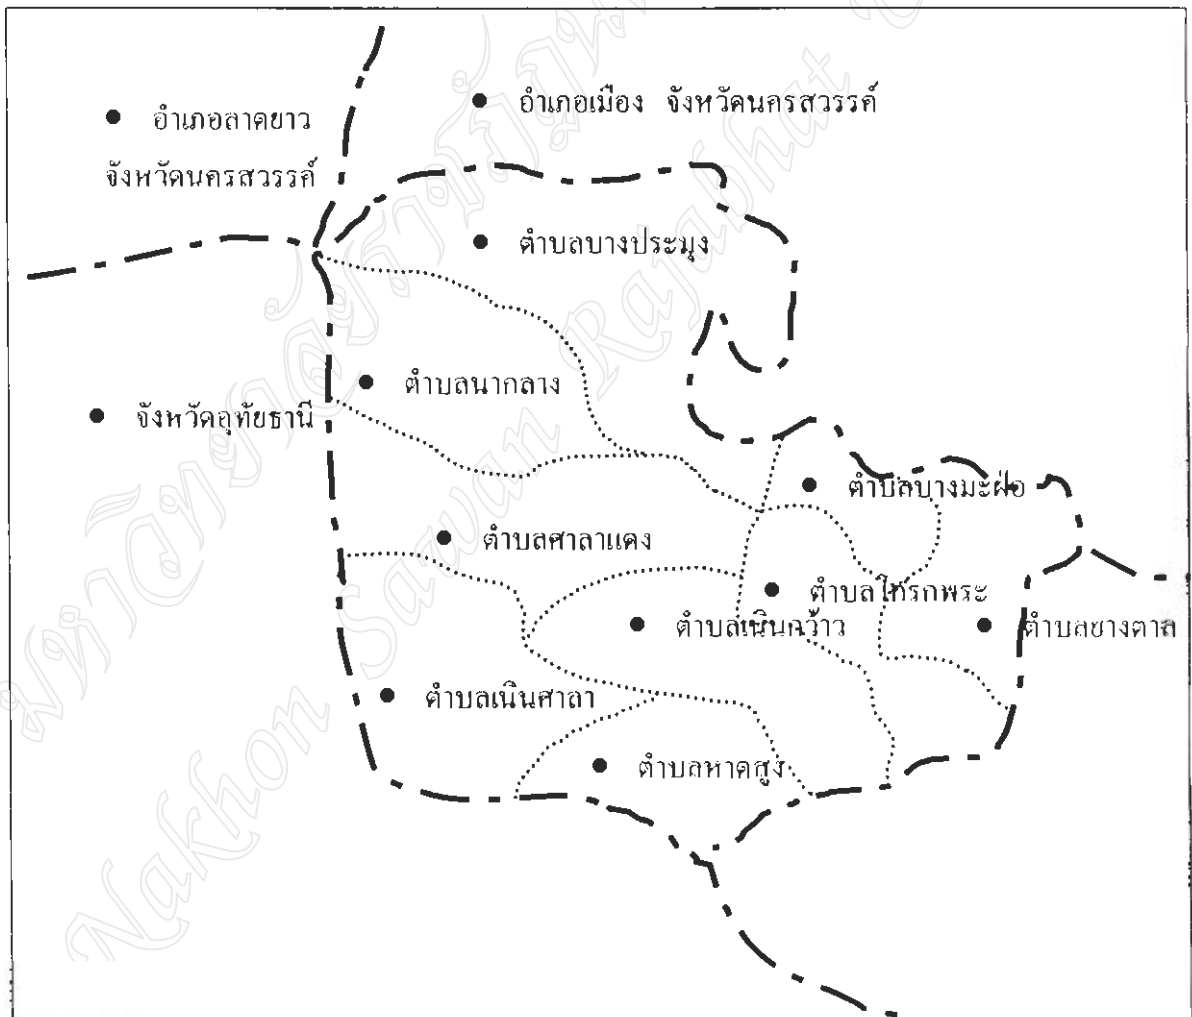 อำเภอลาดยาว
จังหวัดนครสวรรค์
อำเภอเมือง จังหวัดนครสวรรค์
ตำบลบางประมุง
ตำบลนากลาง
จังหวัดอุทัยธานี
ตำบลบางมะฝ่อ
ตำบลศาลาแดง
ตำบลโกรกพระ
ตำบลเนินกว้าว
ตำบลยางตาล
ตำบลเนินศาลา
ตำบลหาดสูง
Nakhon Sawan Rajabhat